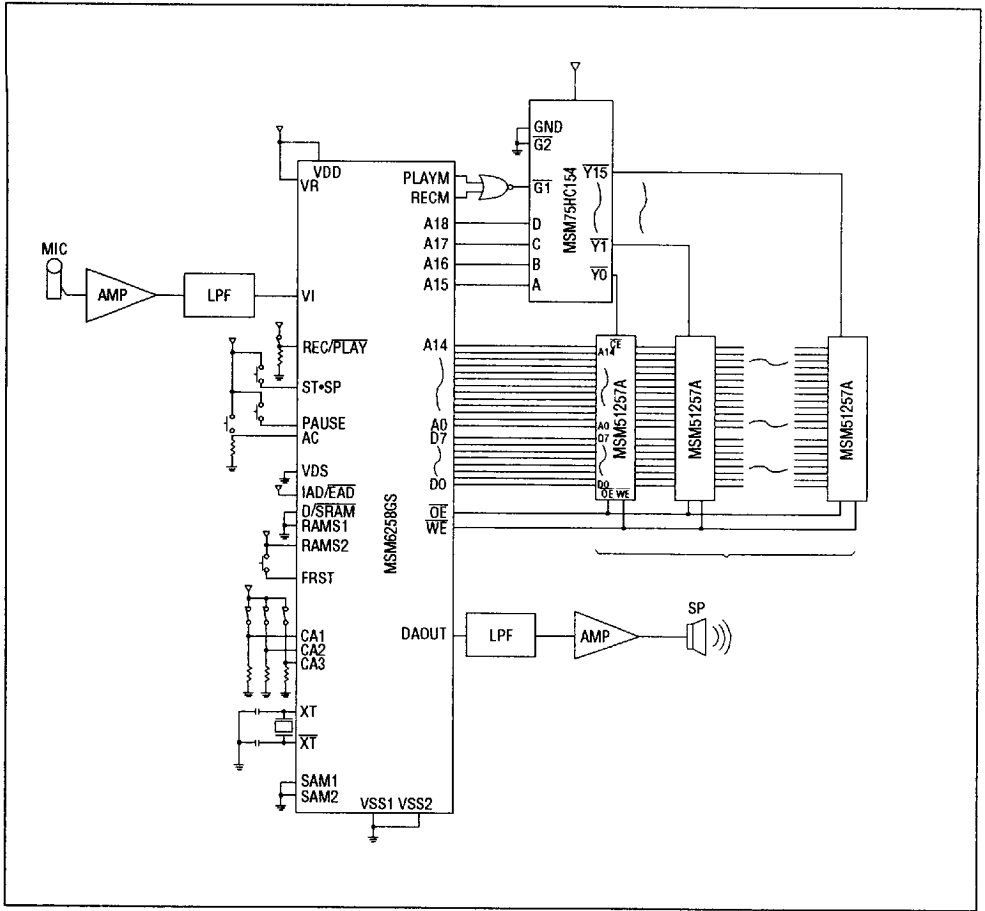 GND
G2
VDD
VR
PLAYM
RECM
G1
MSM75HC154
Y15
A18
D
A17
C
Y1
A16
B
Y0
A15
A
MIC
AMP
LPF
VI
REC/PLAY
A14
CE
A14
MSM51257A
MSM51257A
MSM51257A
ST•SP
PAUSE
A0
A0
AC
D7
D7
VDS
IAD/EAD
D0
D0
D/SRAM
OE
WE
RAMS1
OE
WE
RAMS2
MSM6258GS
FRST
CA1
CA2
CA3
DAOUT
LPF
AMP
SP
XT
XT
SAM1
SAM2
VSS1 VSS2